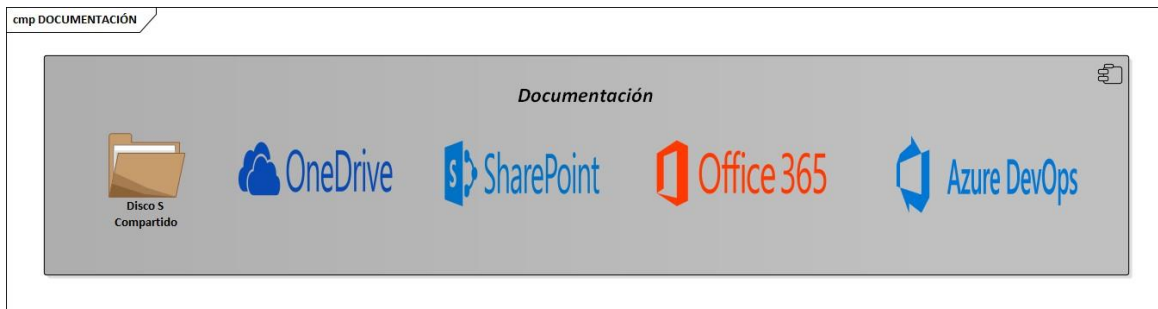 cmp DOCUMENTACIÓN
Documentación
Disco S
Compartido
OneDrive
S
SharePoint
Office 365
Azure DevOps